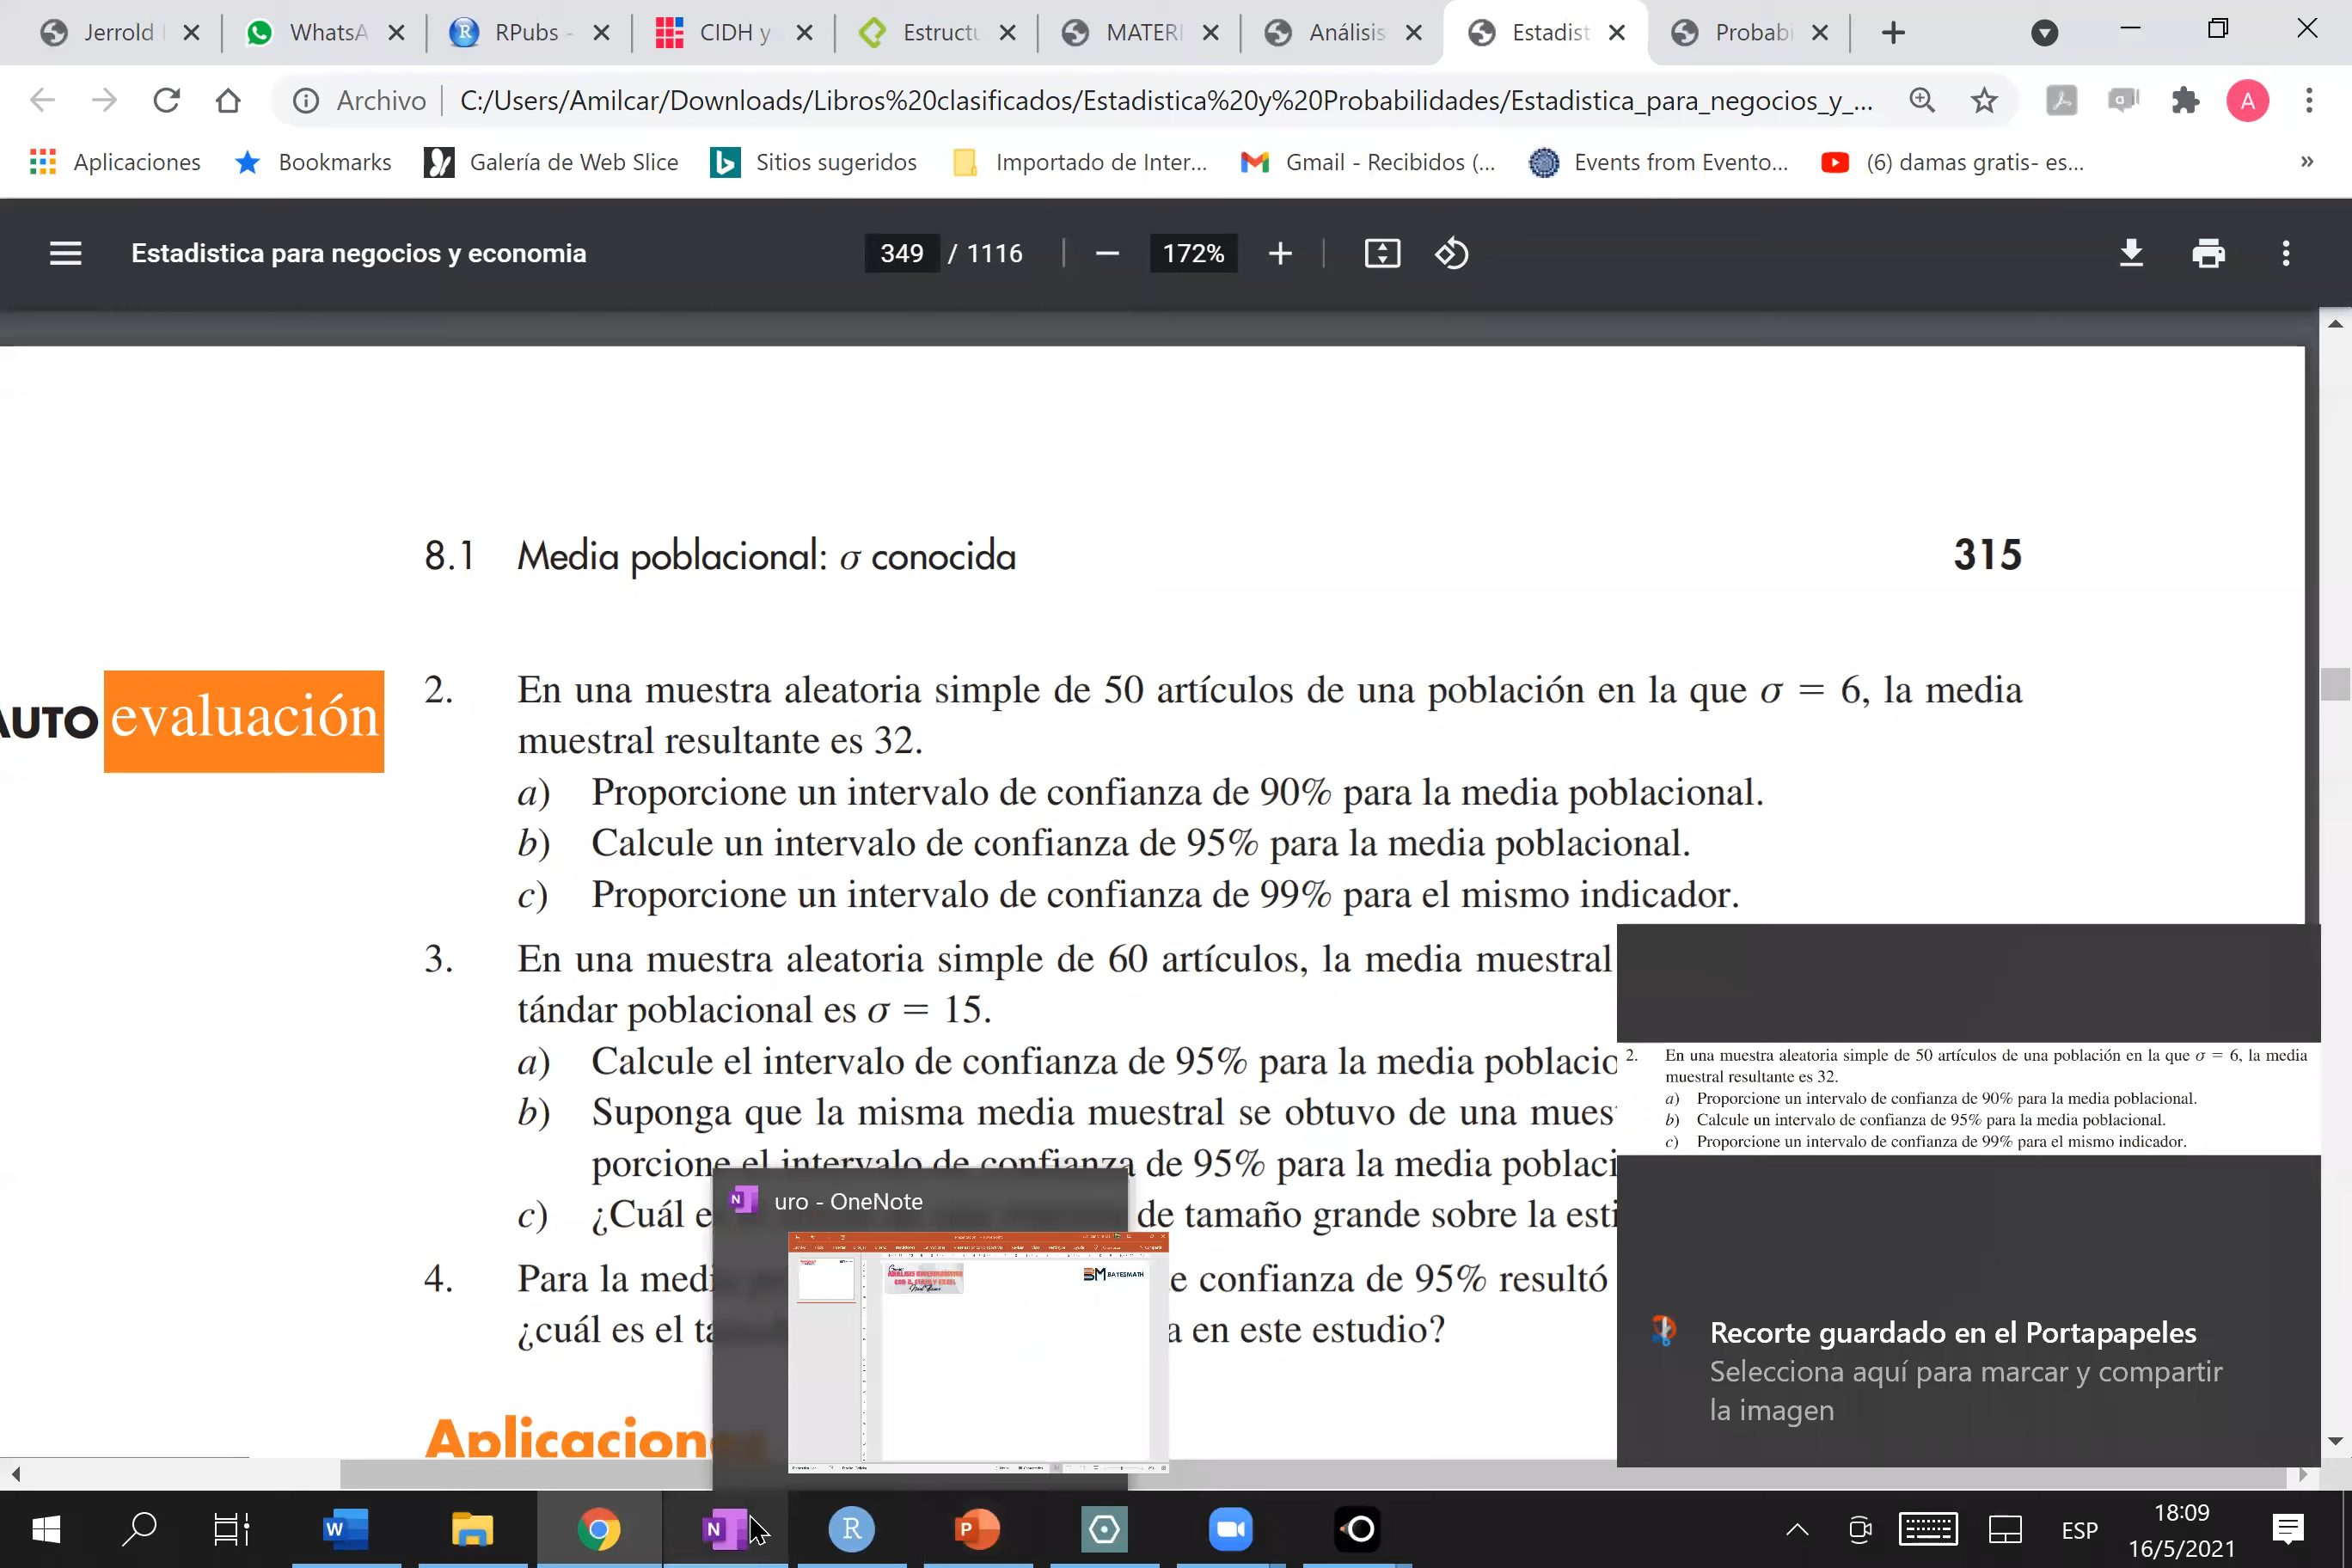 Jerrold
WhatsA
RPubs -
CIDH y
Estructu
MATERI
Análisis
Estadist
Probabi
Archivo
C:/Users/Amilcar/Downloads/Libros%20clasificados/Estadistica%20y%20Probabilidades/Estadistica_para_negocios_y_...
A
Aplicaciones
Bookmarks
Galería de Web Slice
Sitios sugeridos
Importado de Inter...
Gmail - Recibidos (...
Events from Evento...
(6) damas gratis- es...
»
Estadistica para negocios y economia
349 / 1116
172%
8.1 Media poblacional: σ conocida
315
AUTO evaluación
2. En una muestra aleatoria simple de 50 artículos de una población en la que σ = 6, la media
muestral resultante es 32.
a) Proporcione un intervalo de confianza de 90% para la media poblacional.
b) Calcule un intervalo de confianza de 95% para la media poblacional.
c) Proporcione un intervalo de confianza de 99% para el mismo indicador.
3. En una muestra aleatoria simple de 60 artículos, la media muestral
tándar poblacional es σ = 15.
a) Calcule el intervalo de confianza de 95% para la media poblacio
b) Suponga que la misma media muestral se obtuvo de una mues
porcione el intervalo de confianza de 95% para la media poblaci
c) ¿Cuál e de tamaño grande sobre la esti
4. Para la medi e confianza de 95% resultó
¿cuál es el ta a en este estudio?
Aplicacion
uro - OneNote
BM BAYESMATH
2. En una muestra aleatoria simple de 50 artículos de una población en la que σ = 6, la media
muestral resultante es 32.
a) Proporcione un intervalo de confianza de 90% para la media poblacional.
b) Calcule un intervalo de confianza de 95% para la media poblacional.
c) Proporcione un intervalo de confianza de 99% para el mismo indicador.
Recorte guardado en el Portapapeles
Selecciona aquí para marcar y compartir
la imagen
ESP
18:09
16/5/2021